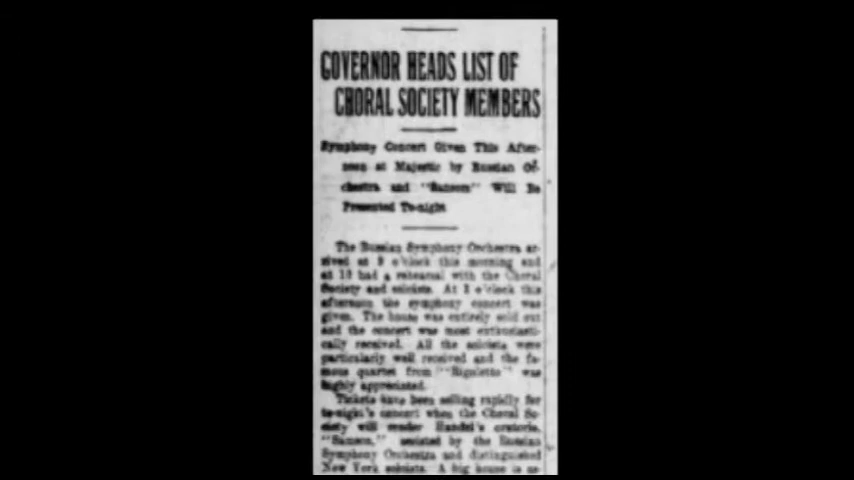 GOVERNOR HEADS LIST OF
CHORAL SOCIETY MEMBERS
Symphony Concert Given This After-
noon at Majestic by Russian Or-
chestra and "Samson" Will Be
Presented To-night
The Russian Symphony Orchestra ar-
rived at 9 o'clock this morning and
at 10 had a rehearsal with the Choral
Society and soloists. At 2 o'clock this
afternoon the symphony concert was
given. The house was entirely sold out
and the concert was most enthusiasti-
cally received. All the soloists were
particularly well received and the fa-
mous quartet from "Rigoletto" was
highly appreciated.
Tickets have been selling rapidly for
to-night's concert when the Choral So-
ciety will render Handel's oratorio,
"Samson," assisted by the Russian
Symphony Orchestra and distinguished
New York soloists. A big house is as-